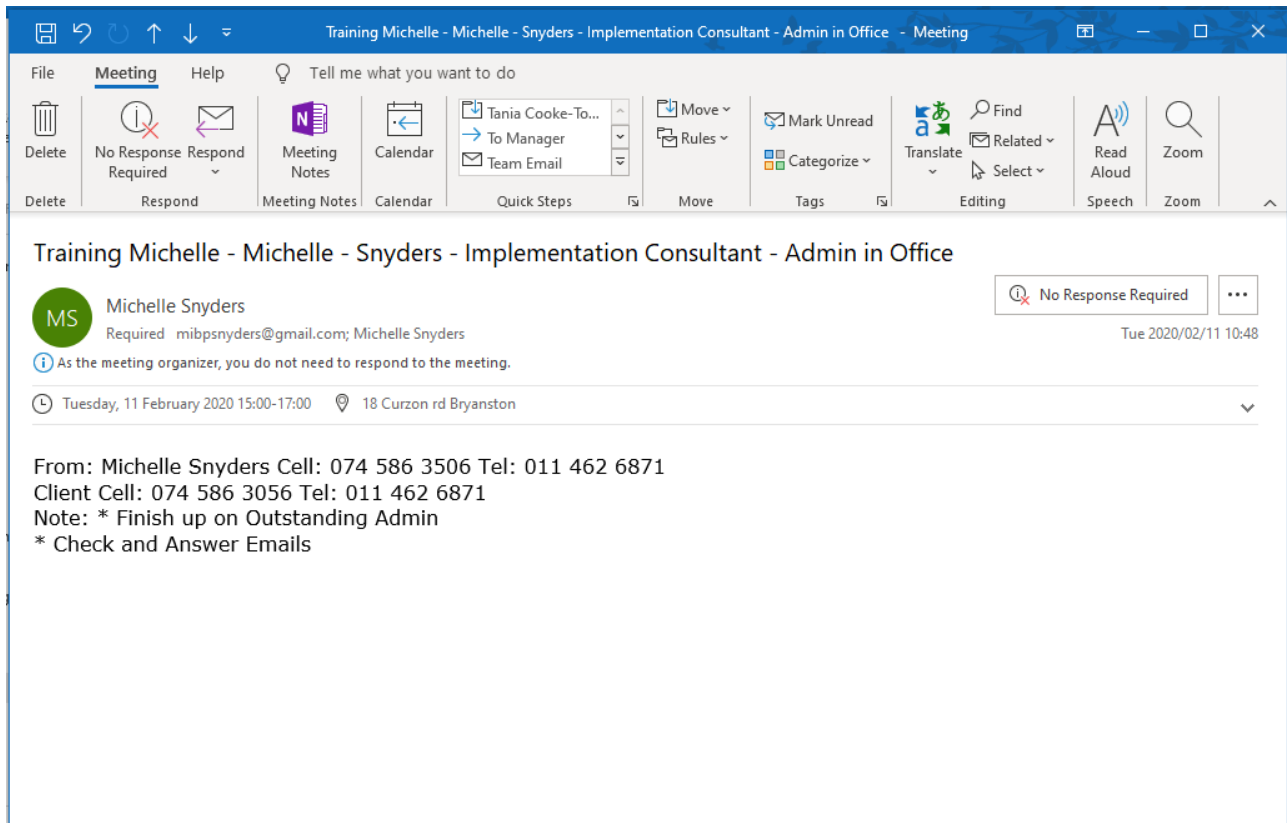 Training Michelle - Michelle - Snyders - Implementation Consultant - Admin in Office - Meeting
File Meeting Help Tell me what you want to do
Delete
No Response Required
Respond
Meeting Notes
Calendar
Tania Cooke-To...
To Manager
Team Email
Move
Rules
Mark Unread
Categorize
Translate
Find
Related
Select
Read Aloud
Zoom
Delete Respond Meeting Notes Calendar Quick Steps Move Tags Editing Speech Zoom
Training Michelle - Michelle - Snyders - Implementation Consultant - Admin in Office
MS
Michelle Snyders
Required mibpsnyders@gmail.com; Michelle Snyders
No Response Required
Tue 2020/02/11 10:48
As the meeting organizer, you do not need to respond to the meeting.
Tuesday, 11 February 2020 15:00-17:00 18 Curzon rd Bryanston
From: Michelle Snyders Cell: 074 586 3506 Tel: 011 462 6871
Client Cell: 074 586 3056 Tel: 011 462 6871
Note: * Finish up on Outstanding Admin
* Check and Answer Emails